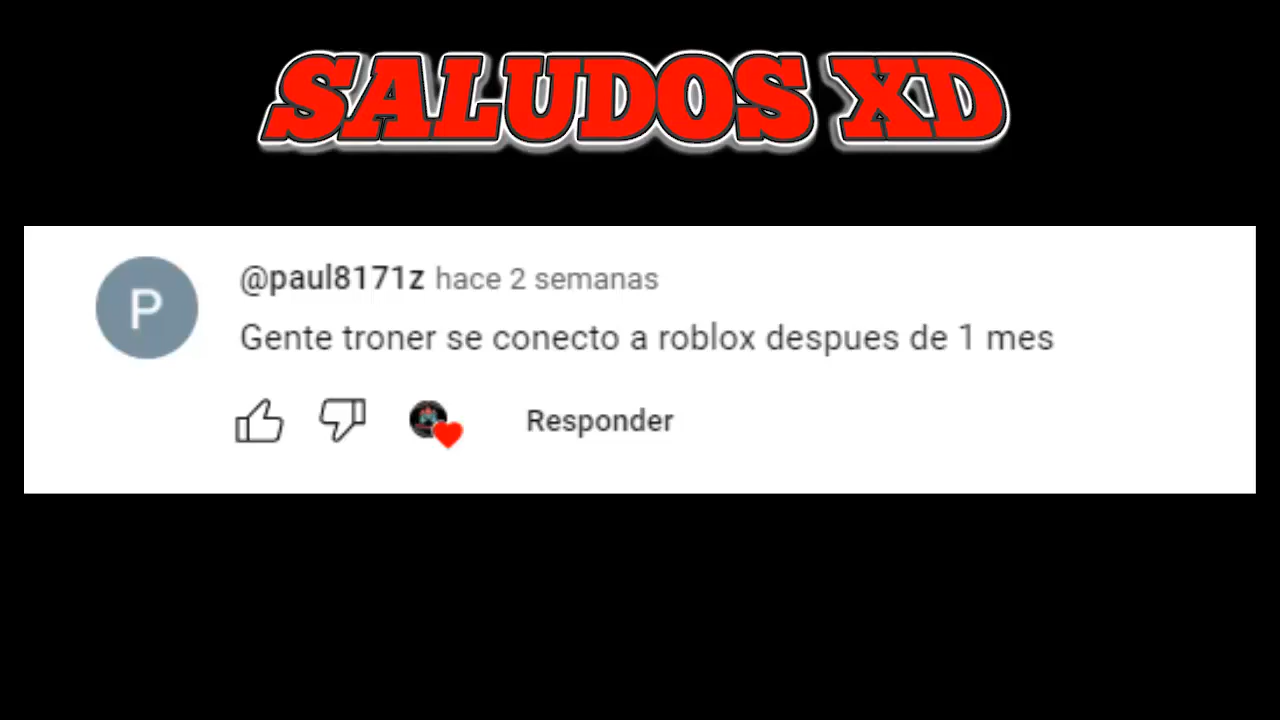 SALUDOS XD
@paul8171z hace 2 semanas
Gente troner se conecto a roblox despues de 1 mes
Responder